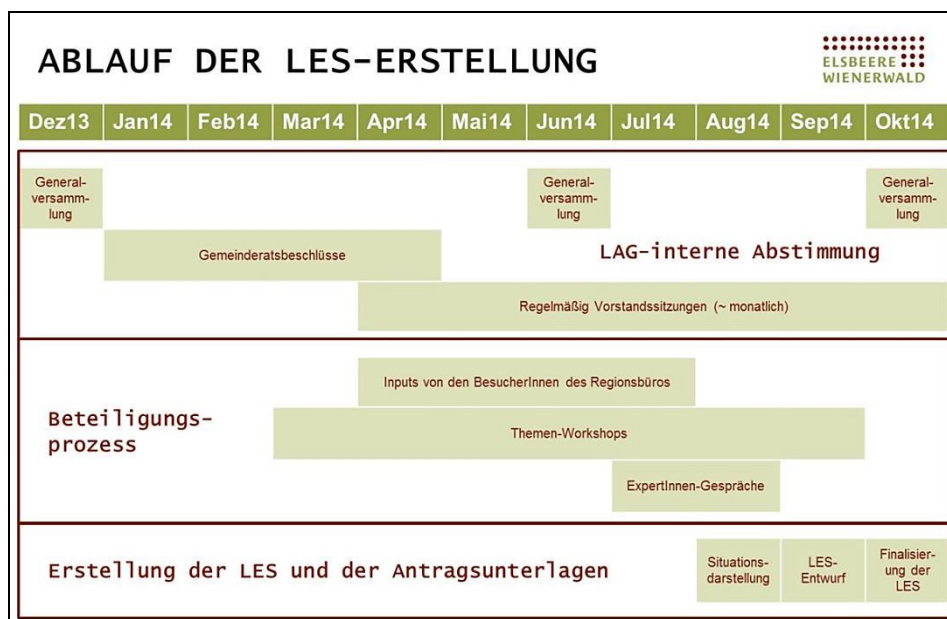 ABLAUF DER LES-ERSTELLUNG
ELSBEERE
WIENERWALD
Dez13 Jan14 Feb14 Mar14 Apr14 Mai14 Jun14 Jul14 Aug14 Sep14 Okt14
General-
versamm-
lung
General-
versamm-
lung
General-
versamm-
lung
Gemeinderatsbeschlüsse
LAG-interne Abstimmung
Regelmäßig Vorstandssitzungen (~ monatlich)
Beteiligungs-
prozess
Inputs von den BesucherInnen des Regionsbüros
Themen-Workshops
ExpertInnen-Gespräche
Erstellung der LES und der Antragsunterlagen
Situations-
darstellung
LES-
Entwurf
Finalisier-
ung der
LES